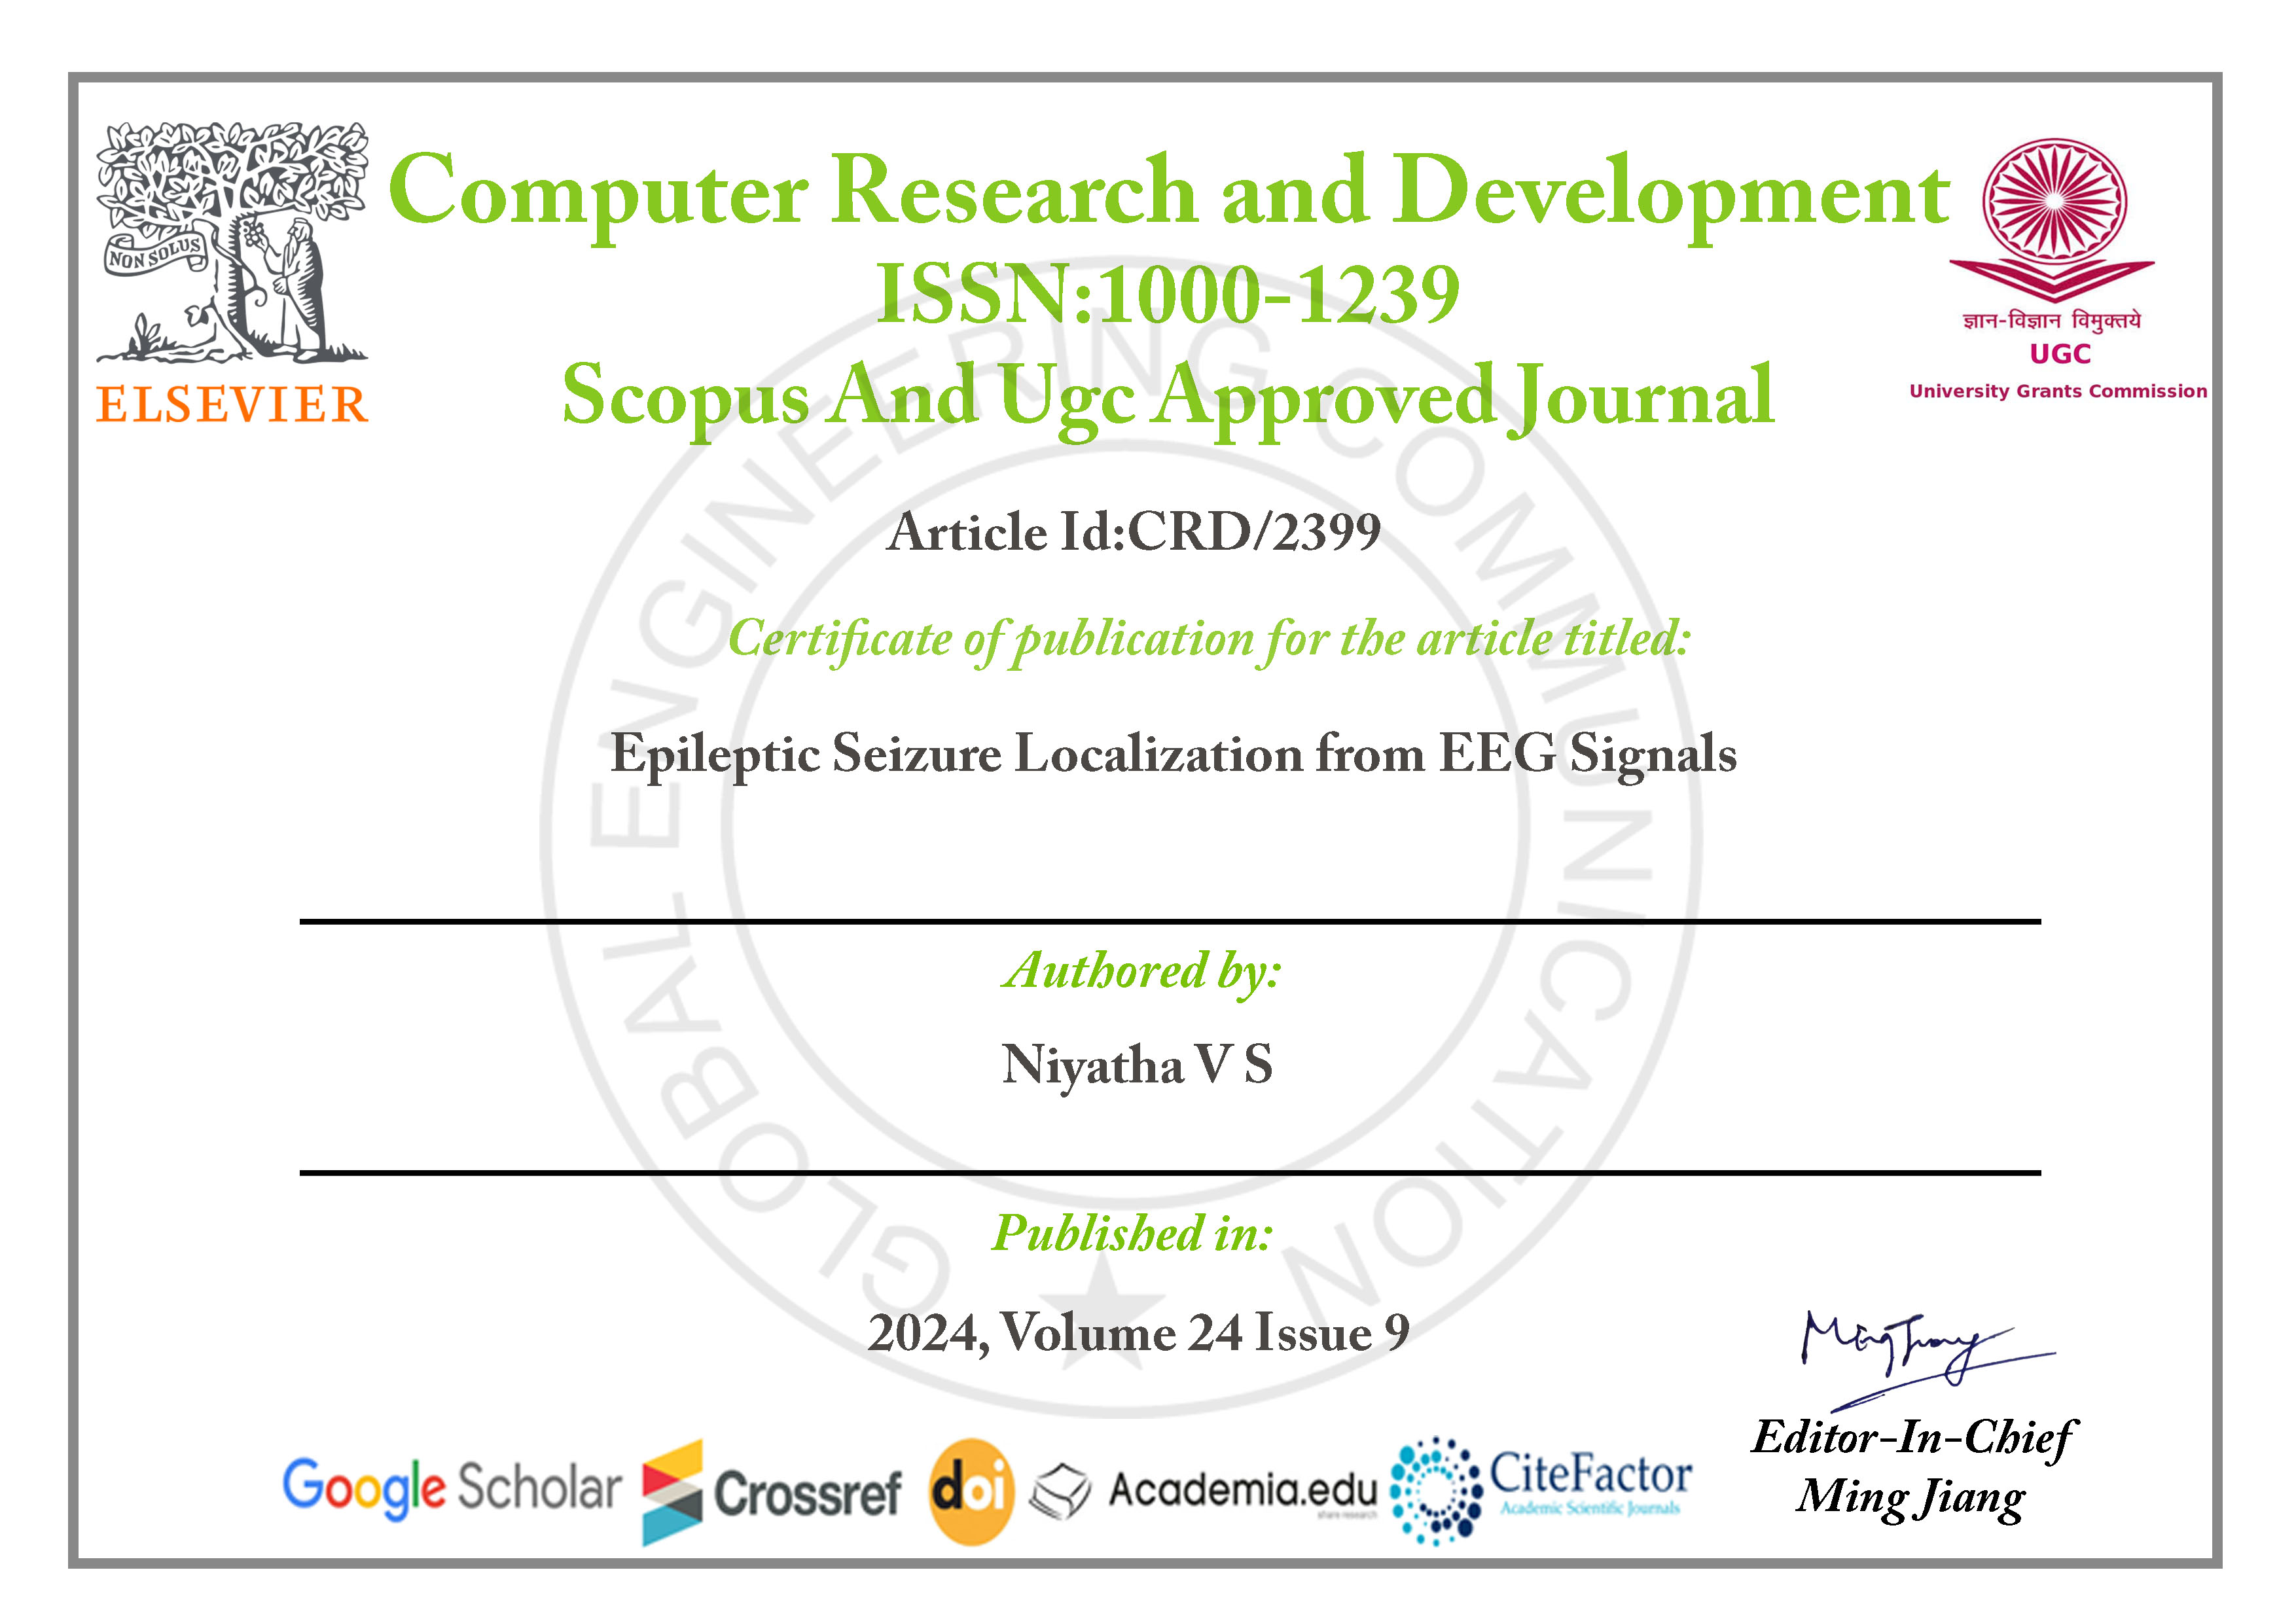 NON SOLUS
ELSEVIER
Computer Research and Development
ISSN:1000-1239
Scopus And Ugc Approved Journal
ज्ञान-विज्ञान विमुक्तये
UGC
University Grants Commission
GLOBAL ENGINEERING COMMUNICATION
Article Id:CRD/2399
Certificate of publication for the article titled:
Epileptic Seizure Localization from EEG Signals
Authored by:
Niyatha V S
Published in:
2024, Volume 24 Issue 9
Google Scholar
Crossref
doi
Academia.edu
share research
CiteFactor
Academic Scientific Journals
Editor-In-Chief
Ming Jiang